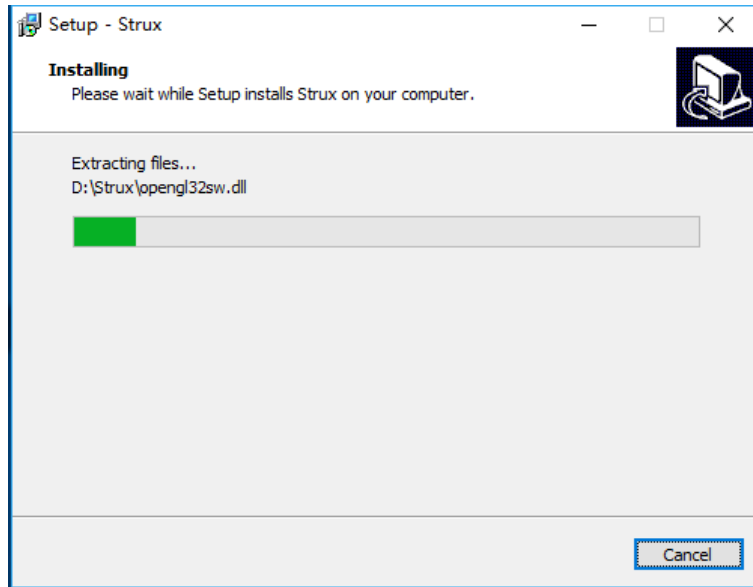 Setup - Strux
Installing
Please wait while Setup installs Strux on your computer.
Extracting files...
D:\Strux\opengl32sw.dll
Cancel